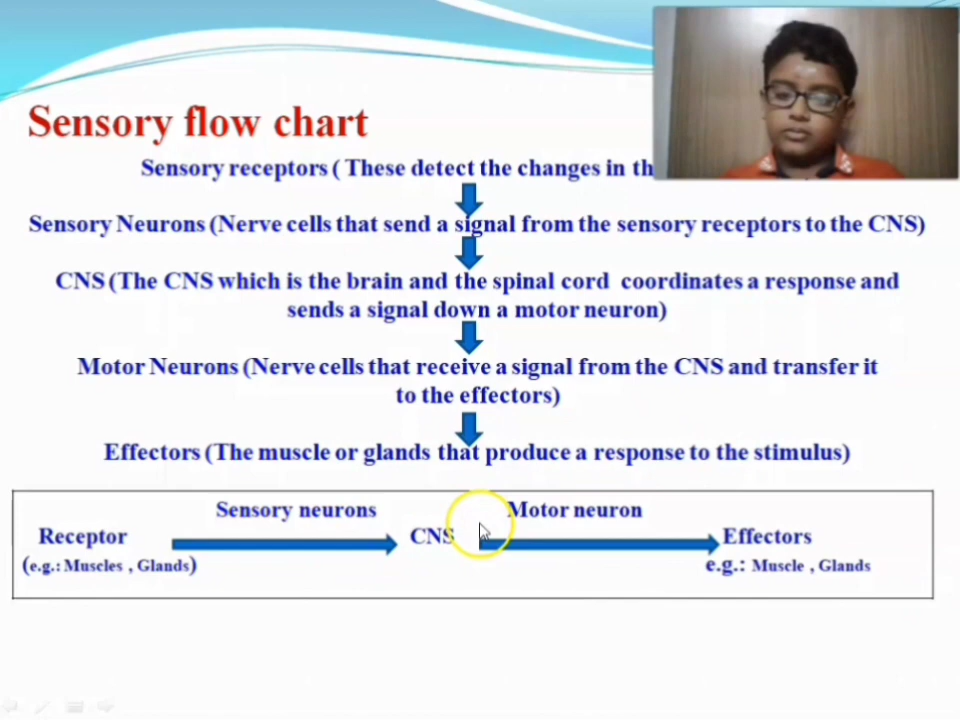 Sensory flow chart
Sensory receptors ( These detect the changes in th
Sensory Neurons (Nerve cells that send a signal from the sensory receptors to the CNS)
CNS (The CNS which is the brain and the spinal cord coordinates a response and
sends a signal down a motor neuron)
Motor Neurons (Nerve cells that receive a signal from the CNS and transfer it
to the effectors)
Effectors (The muscle or glands that produce a response to the stimulus)
Sensory neurons Motor neuron
Receptor CNS Effectors
(e.g.: Muscles , Glands) e.g.: Muscle , Glands